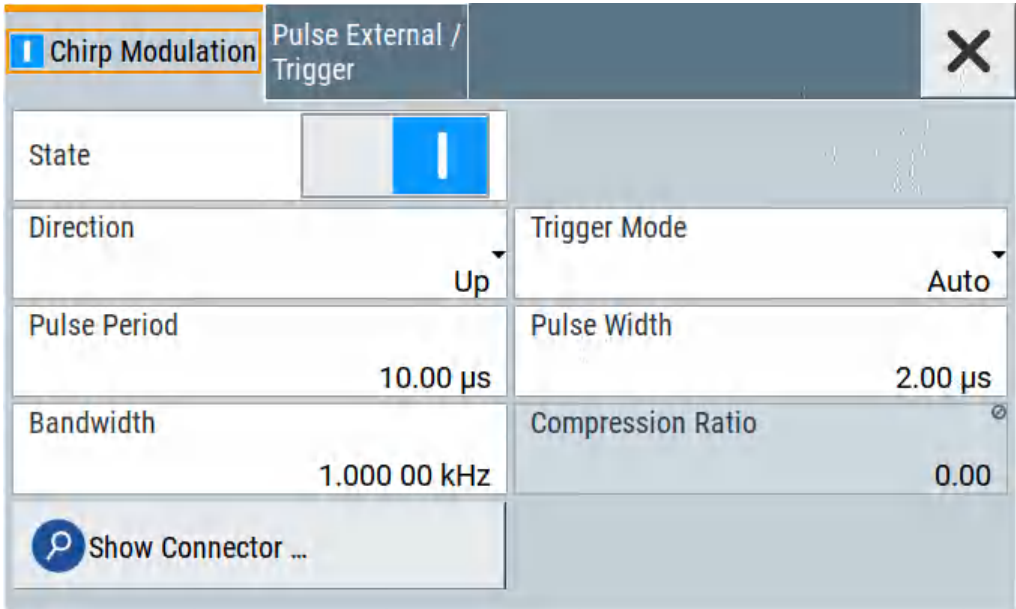 Chirp Modulation
Pulse External /
Trigger
State
Direction
Up
Trigger Mode
Auto
Pulse Period
10.00 µs
Pulse Width
2.00 µs
Bandwidth
1.000 00 kHz
Compression Ratio
0.00
Show Connector ...